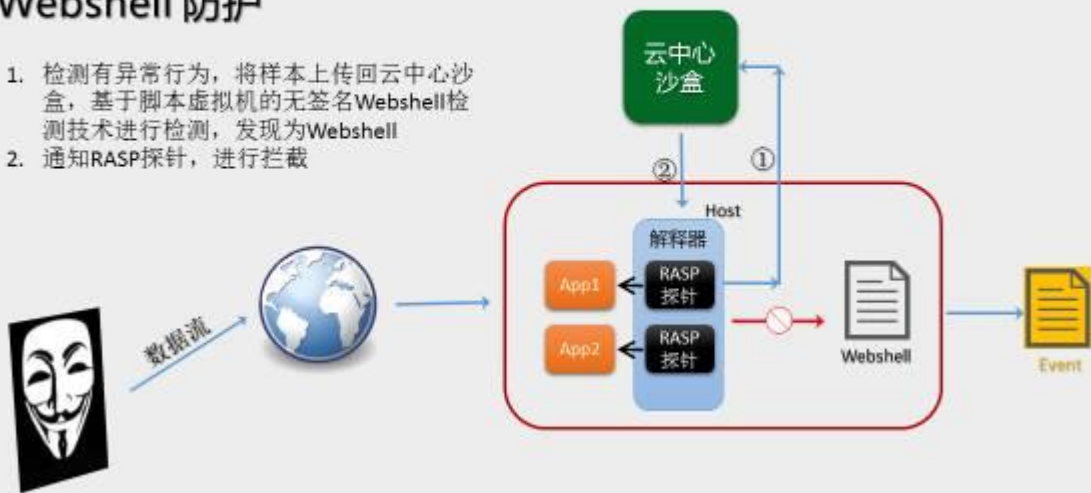 Webshell 防护
1. 检测有异常行为，将样本上传回云中心沙
盒，基于脚本虚拟机的无签名Webshell检
测技术进行检测，发现为Webshell
2. 通知RASP探针，进行拦截
云中心
沙盒
②
①
Host
解释器
App1
RASP
探针
App2
RASP
探针
数据流
Webshell
Event